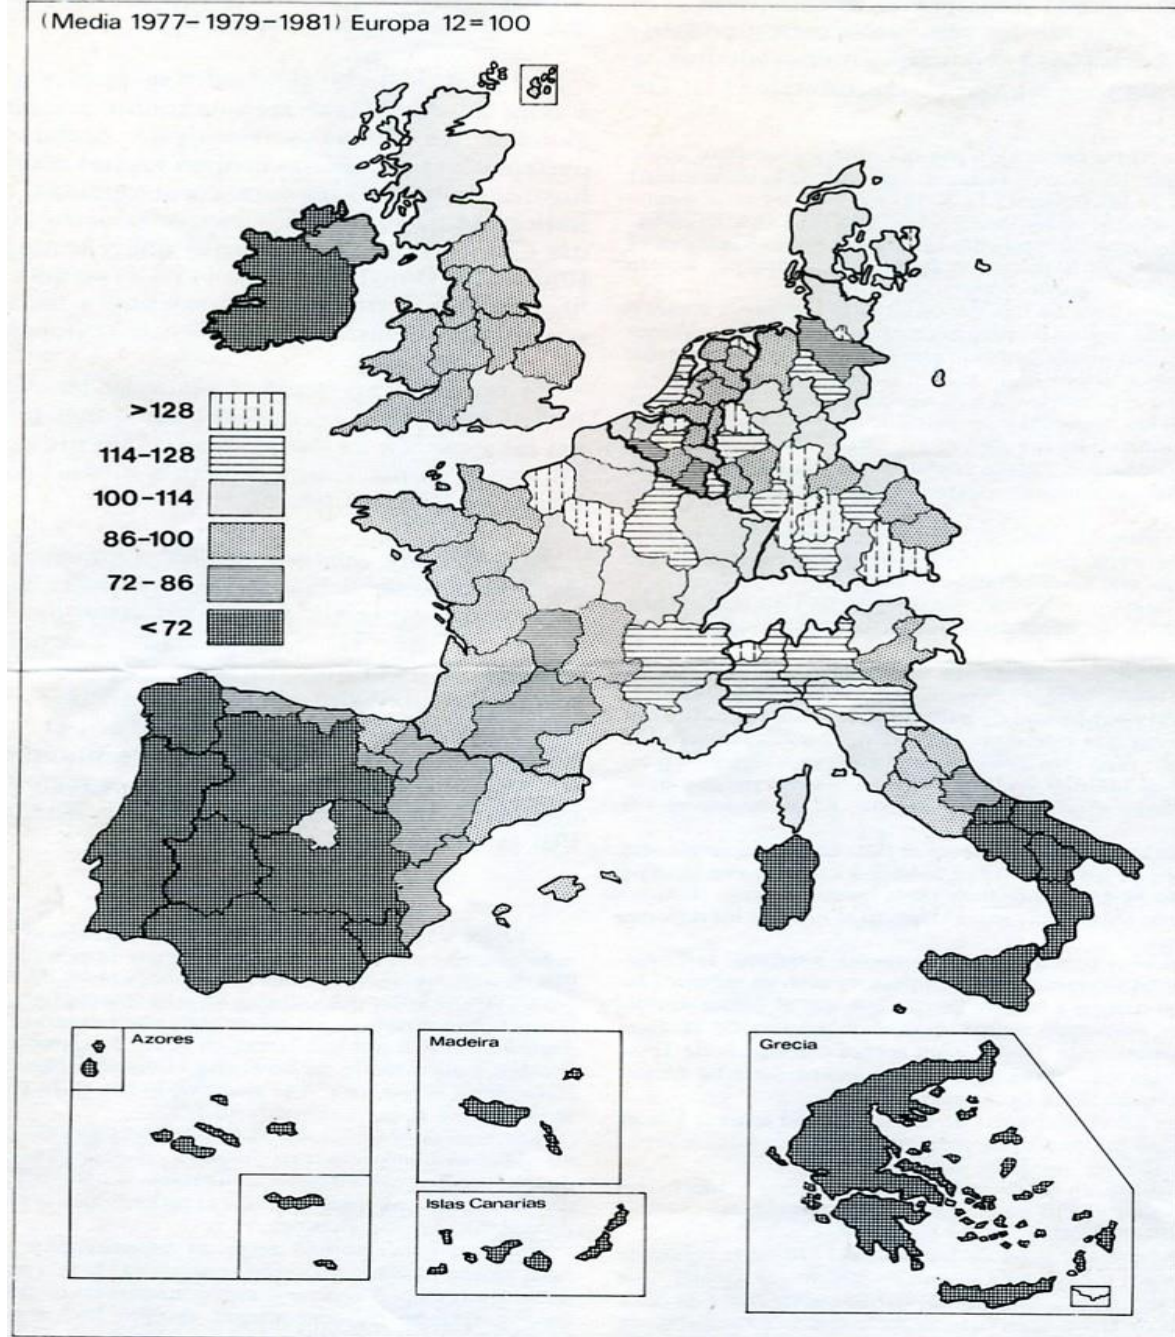 (Media 1977-1979-1981) Europa 12=100
>128
114-128
100-114
86-100
72-86
<72
Azores
Madeira
Grecia
Islas Canarias